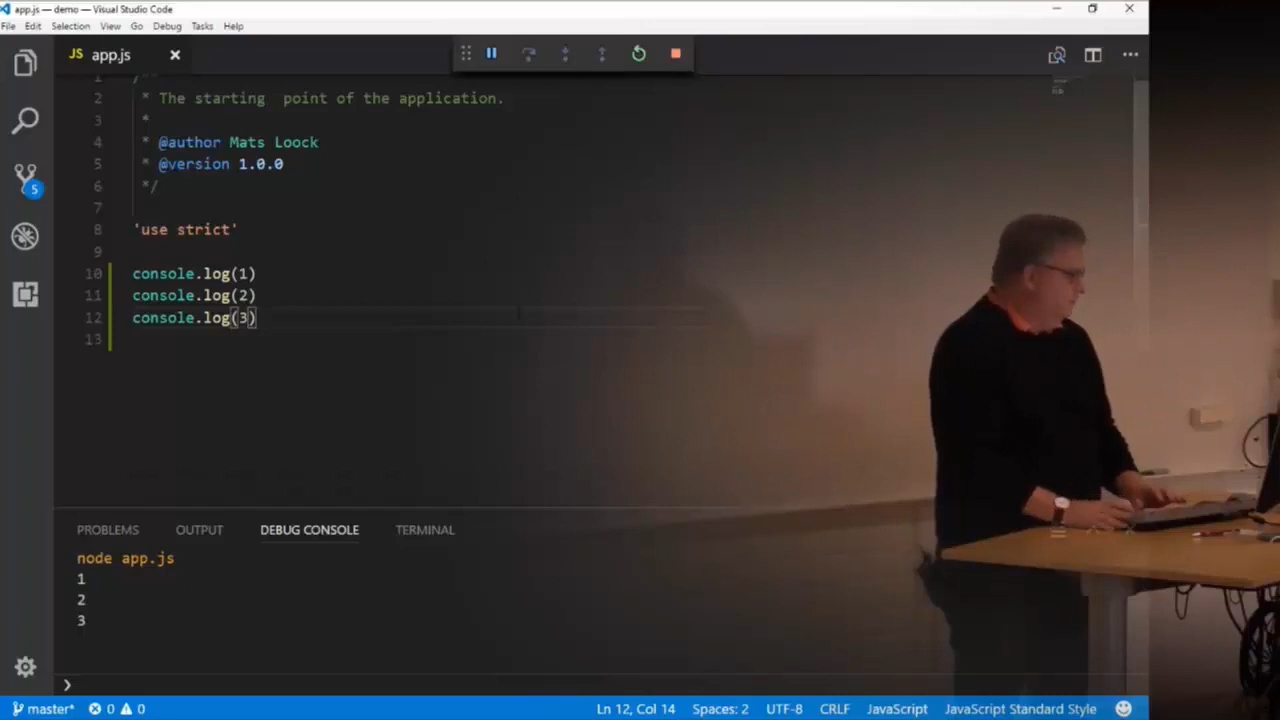 app.js — demo — Visual Studio Code
File Edit Selection View Go Debug Tasks Help
JS app.js
1
2 * The starting  point of the application.
3 *
4 * @author Mats Loock
5 * @version 1.0.0
6 */
7
8 'use strict'
9
10 console.log(1)
11 console.log(2)
12 console.log(3)
13
5
PROBLEMS OUTPUT DEBUG CONSOLE TERMINAL
node app.js
1
2
3
master* 0 0 Ln 12, Col 14 Spaces: 2 UTF-8 CRLF JavaScript JavaScript Standard Style